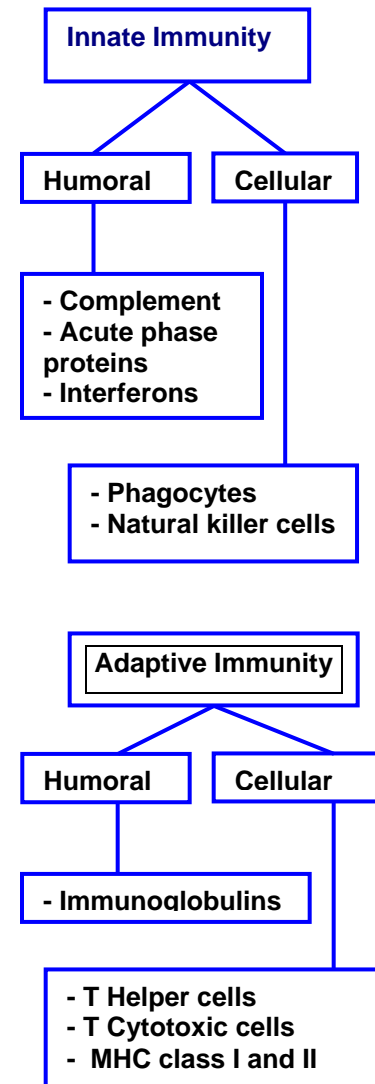 Innate Immunity
Humoral
Cellular
- Complement
- Acute phase
proteins
- Interferons
- Phagocytes
- Natural killer cells
Adaptive Immunity
Humoral
Cellular
- Immunoglobulins
- T Helper cells
- T Cytotoxic cells
- MHC class I and II